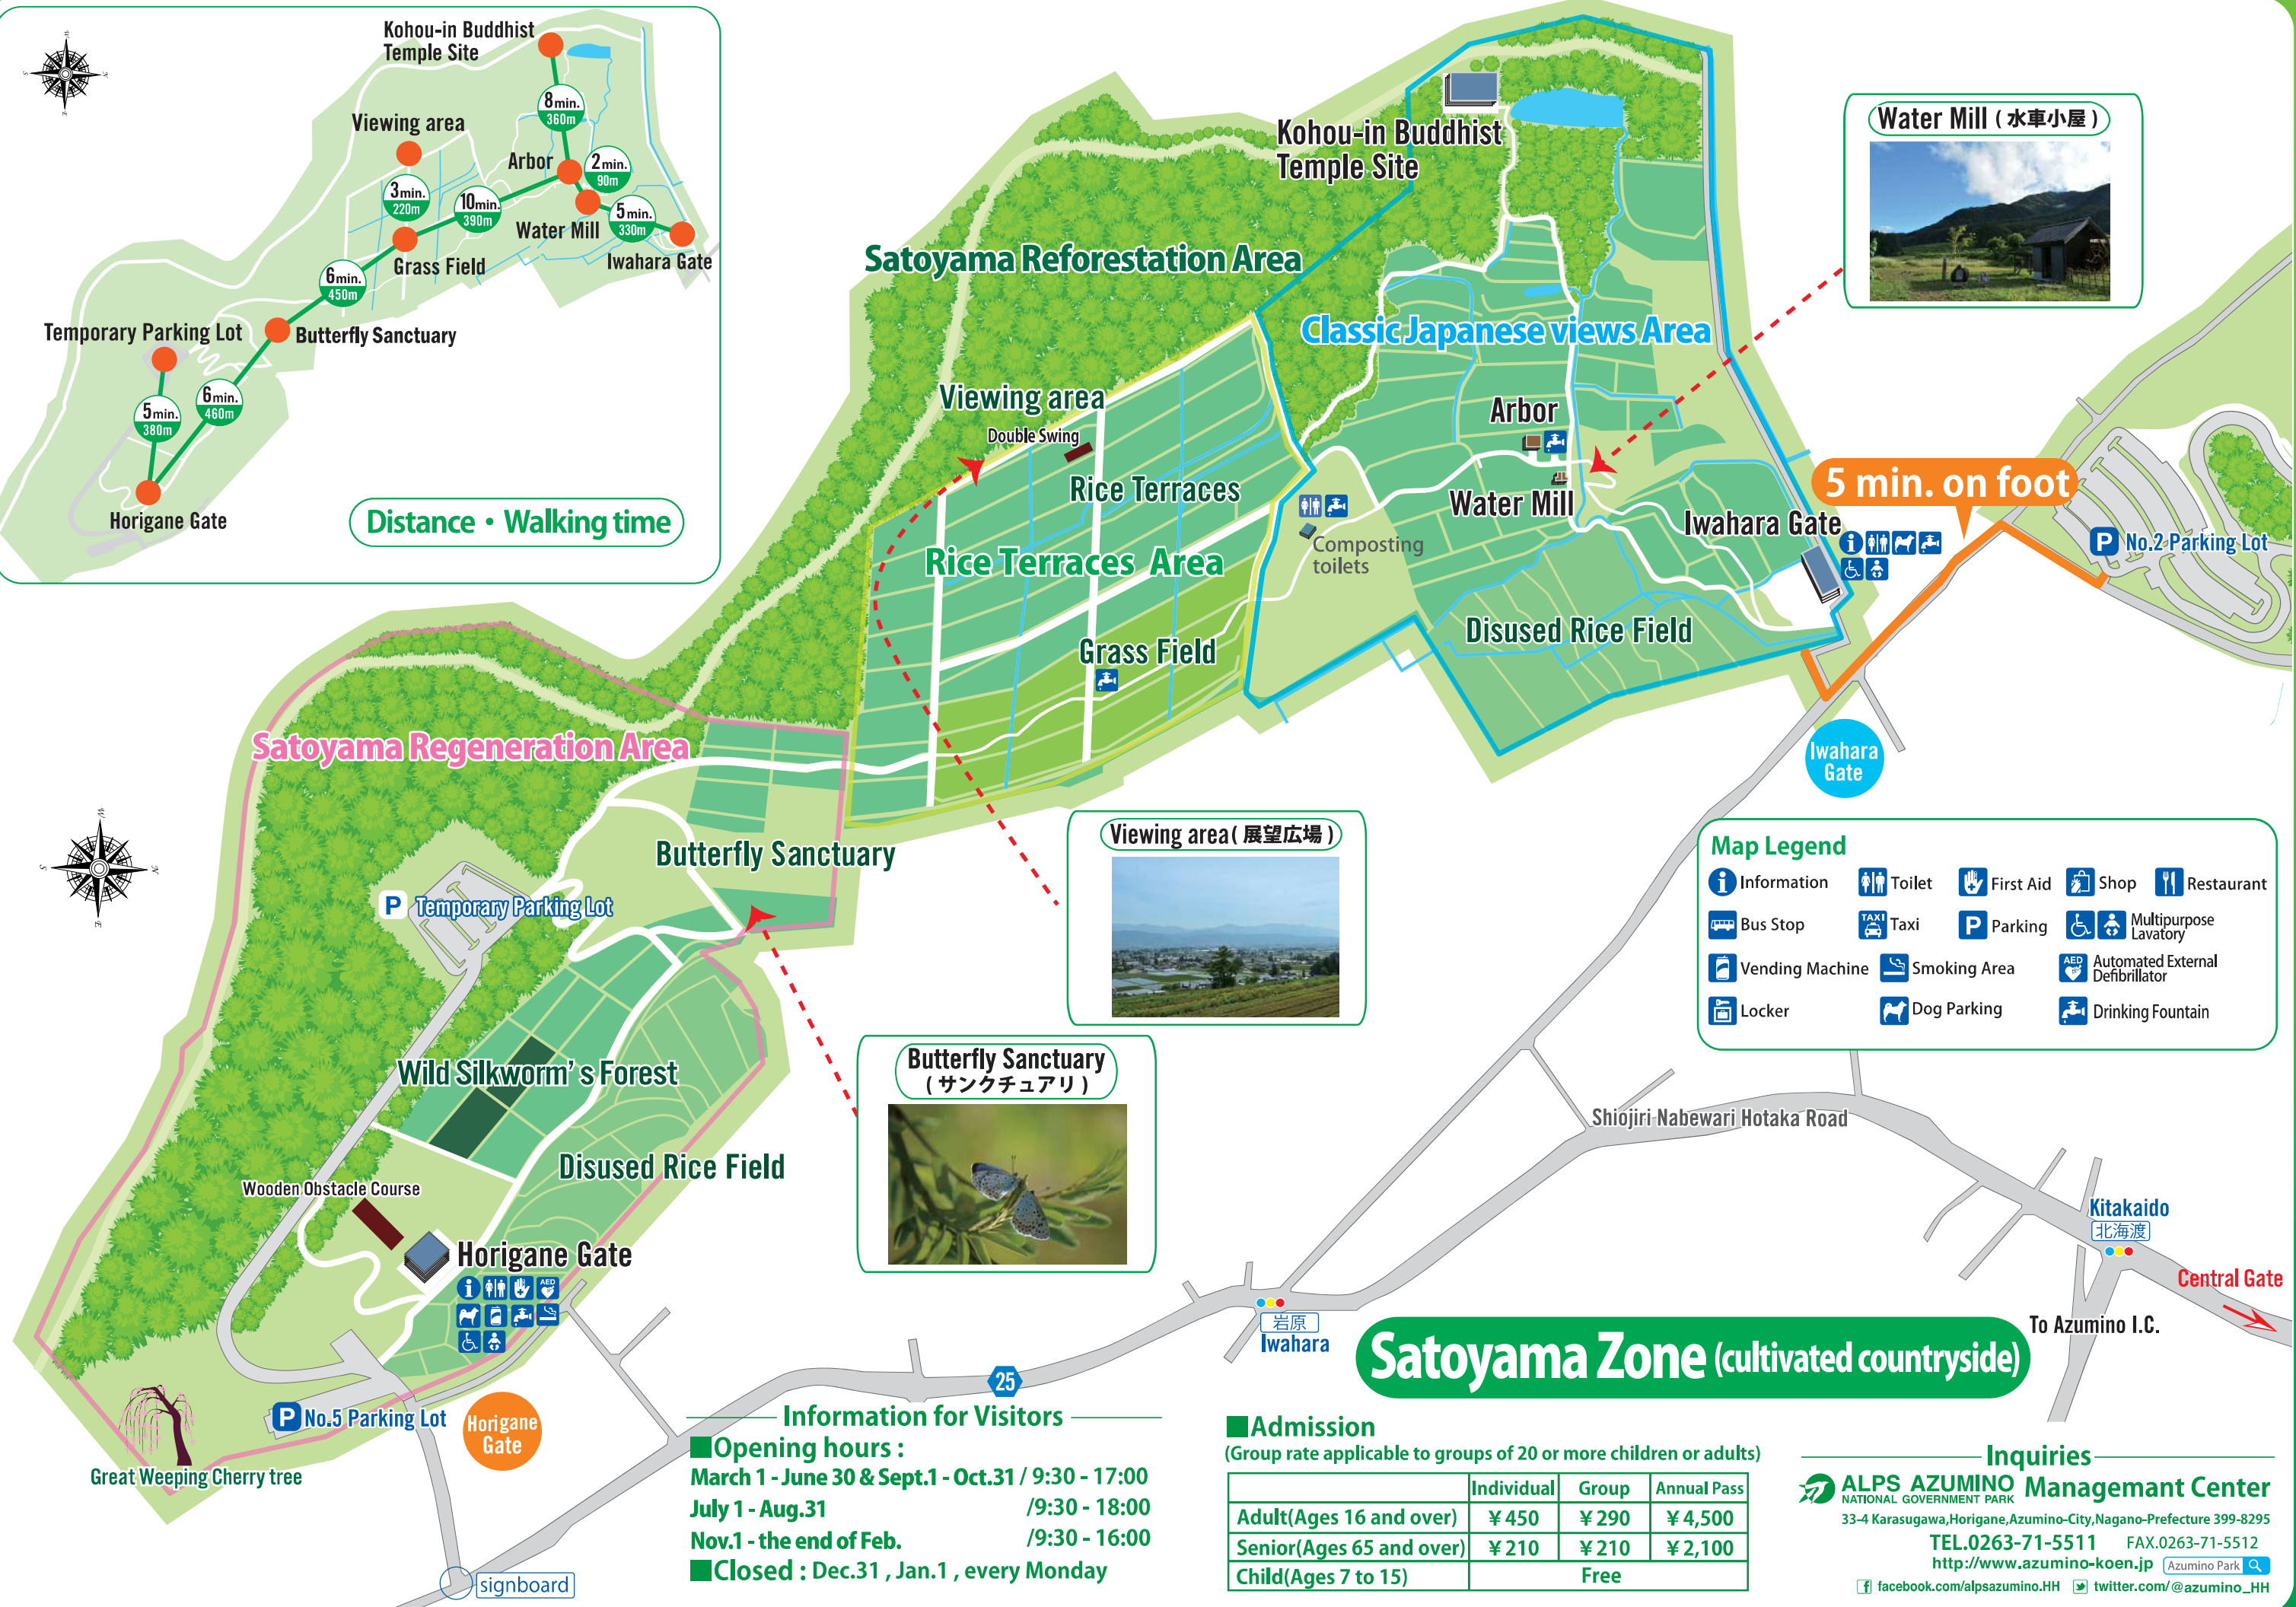 Kohou-in Buddhist
Temple Site
8min.
360m
Viewing area
Arbor
2min.
90m
3min.
220m
10min.
390m
Water Mill
5min.
330m
Iwahara Gate
Grass Field
6min.
450m
Temporary Parking Lot
Butterfly Sanctuary
6min.
460m
5min.
380m
Horigane Gate
Distance・Walking time
Kohou-in Buddhist
Temple Site
Water Mill (水車小屋)
Satoyama Reforestation Area
Classic Japanese views Area
Viewing area
Double Swing
Arbor
Rice Terraces
Water Mill
5 min. on foot
Iwahara Gate
P No.2 Parking Lot
Composting
toilets
Rice Terraces Area
Disused Rice Field
Grass Field
Satoyama Regeneration Area
Iwahara
Gate
Viewing area(展望広場)
Butterfly Sanctuary
P Temporary Parking Lot
Map Legend
Information
Toilet
First Aid
Shop
Restaurant
Bus Stop
TAXI
Taxi
P
Parking
Multipurpose
Lavatory
Vending Machine
Smoking Area
AED
Automated External
Defibrillator
Locker
Dog Parking
Drinking Fountain
Butterfly Sanctuary
(サンクチュアリ)
Wild Silkworm's Forest
Shiojiri Nabewari Hotaka Road
Disused Rice Field
Wooden Obstacle Course
Horigane Gate
AED
Kitakaido
北海渡
Central Gate
To Azumino I.C.
岩原
Iwahara
25
Satoyama Zone (cultivated countryside)
P No.5 Parking Lot
Horigane
Gate
Great Weeping Cherry tree
signboard
Information for Visitors
■Opening hours :
March 1 - June 30 & Sept.1 - Oct.31 / 9:30 - 17:00
July 1 - Aug.31 /9:30 - 18:00
Nov.1 - the end of Feb. /9:30 - 16:00
■Closed : Dec.31 , Jan.1 , every Monday
■Admission
(Group rate applicable to groups of 20 or more children or adults)
Individual Group Annual Pass
Adult(Ages 16 and over) ¥450 ¥290 ¥4,500
Senior(Ages 65 and over) ¥210 ¥210 ¥2,100
Child(Ages 7 to 15) Free
Inquiries
ALPS AZUMINO
NATIONAL GOVERNMENT PARK
Managemant Center
33-4 Karasugawa,Horigane,Azumino-City,Nagano-Prefecture 399-8295
TEL.0263-71-5511 FAX.0263-71-5512
http://www.azumino-koen.jp Azumino Park
facebook.com/alpsazumino.HH twitter.com/@azumino_HH